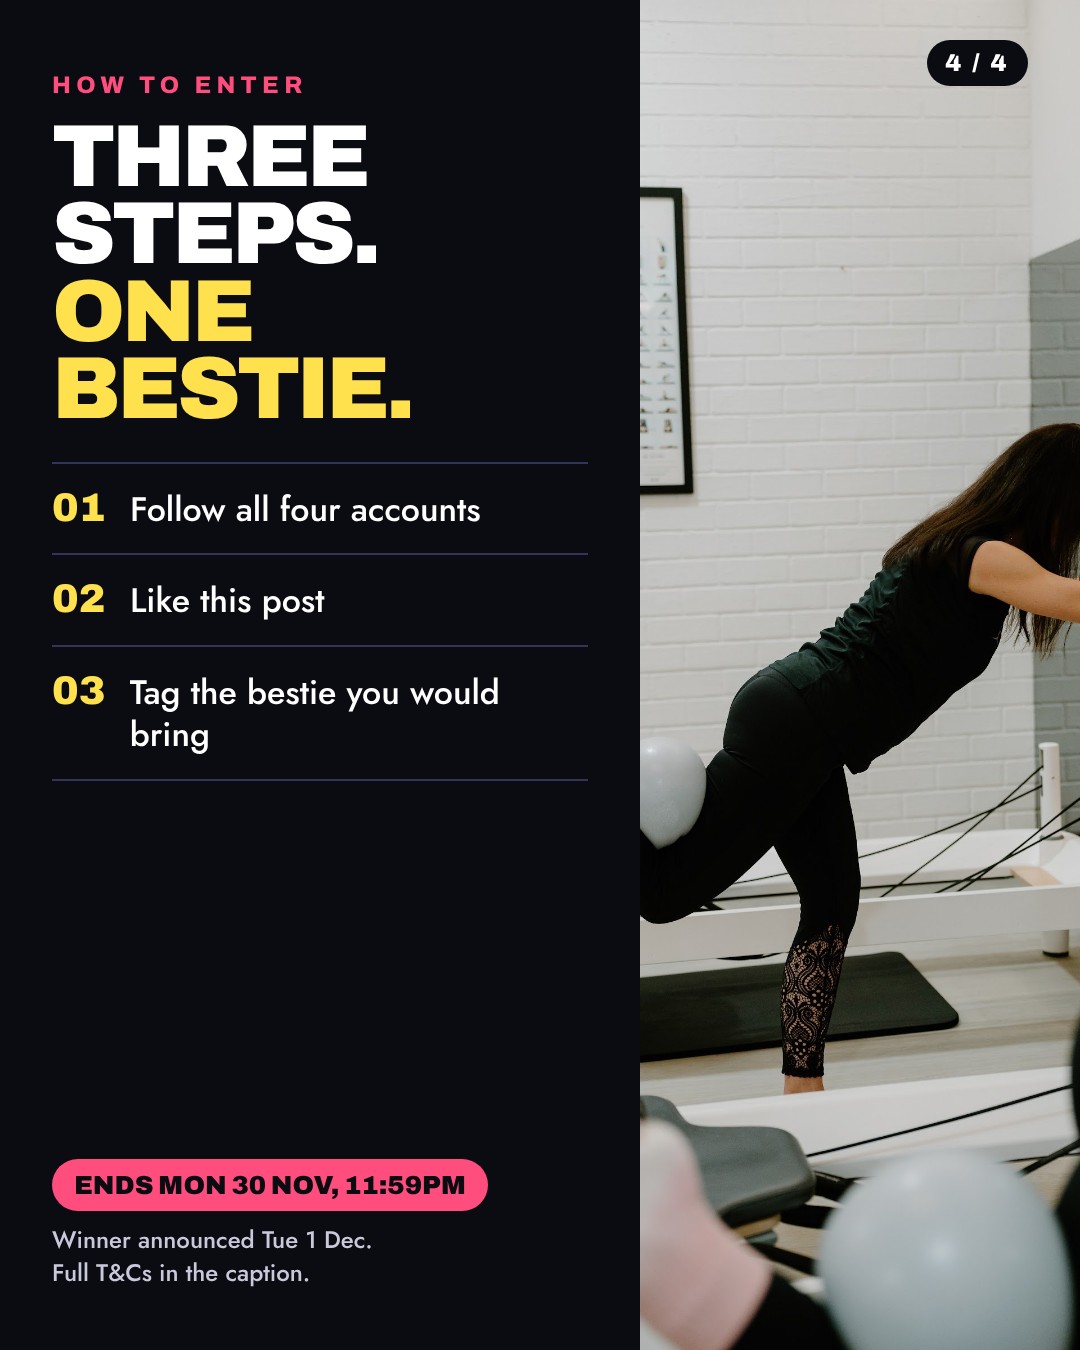 HOW TO ENTER
THREE
STEPS.
ONE
BESTIE.
01 Follow all four accounts
02 Like this post
03 Tag the bestie you would
bring
ENDS MON 30 NOV, 11:59PM
Winner announced Tue 1 Dec.
Full T&Cs in the caption.
4 / 4